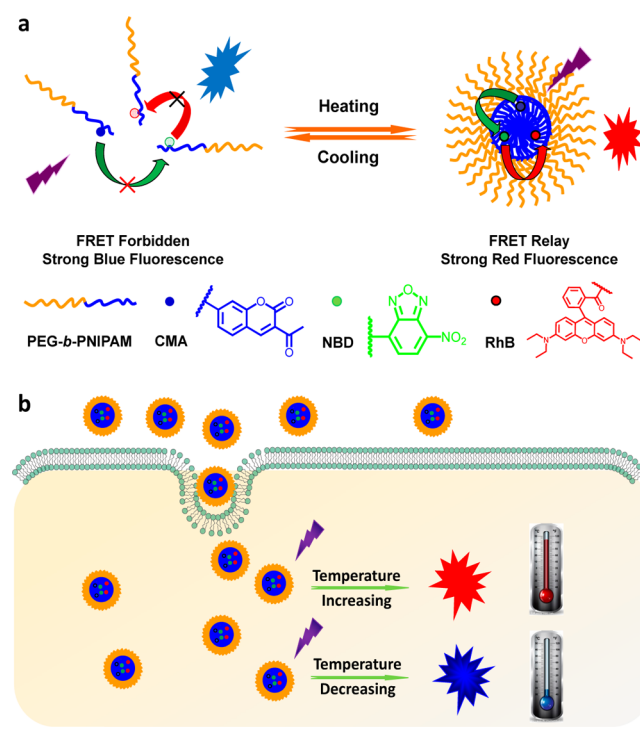 a
Heating
Cooling
FRET Forbidden
Strong Blue Fluorescence
FRET Relay
Strong Red Fluorescence
PEG-b-PNIPAM
CMA
O
O
O
NBD
N
O
N
NO₂
RhB
O
N
O
N
b
Temperature
Increasing
Temperature
Decreasing